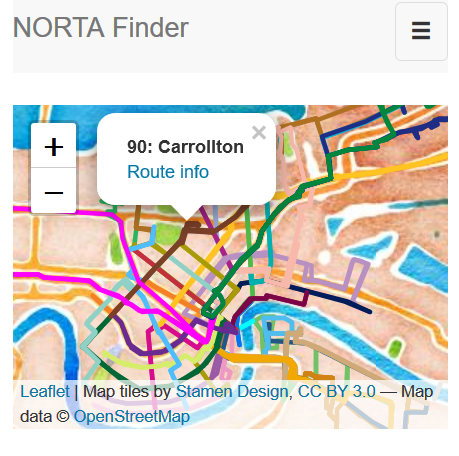 NORTA Finder
☰
+
−
×
90: Carrollton
Route info
Leaflet | Map tiles by Stamen Design, CC BY 3.0 — Map
data © OpenStreetMap